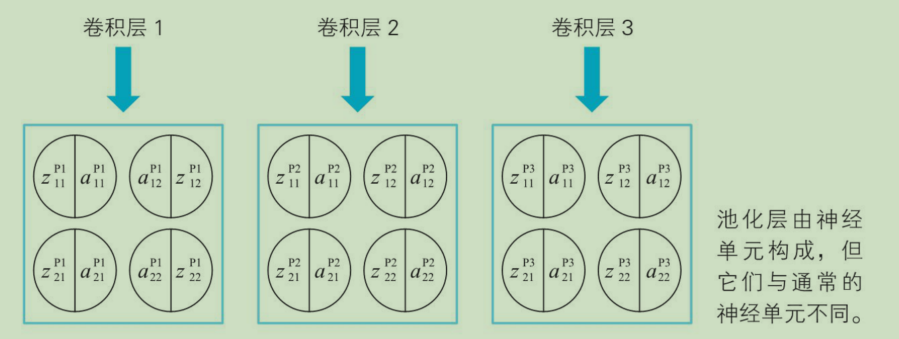 卷积层 1 卷积层 2 卷积层 3
z^{P1}_{11} a^{P1}_{11} a^{P1}_{12} z^{P1}_{12} z^{P2}_{11} a^{P2}_{11} z^{P2}_{12} a^{P2}_{12} z^{P3}_{11} a^{P3}_{11} z^{P3}_{12} a^{P3}_{12}
z^{P1}_{21} a^{P1}_{21} a^{P1}_{22} z^{P1}_{22} z^{P2}_{21} a^{P2}_{21} z^{P2}_{22} a^{P2}_{22} z^{P3}_{21} a^{P3}_{21} z^{P3}_{22} a^{P3}_{22}
池化层由神经
单元构成，但
它们与通常的
神经单元不同。